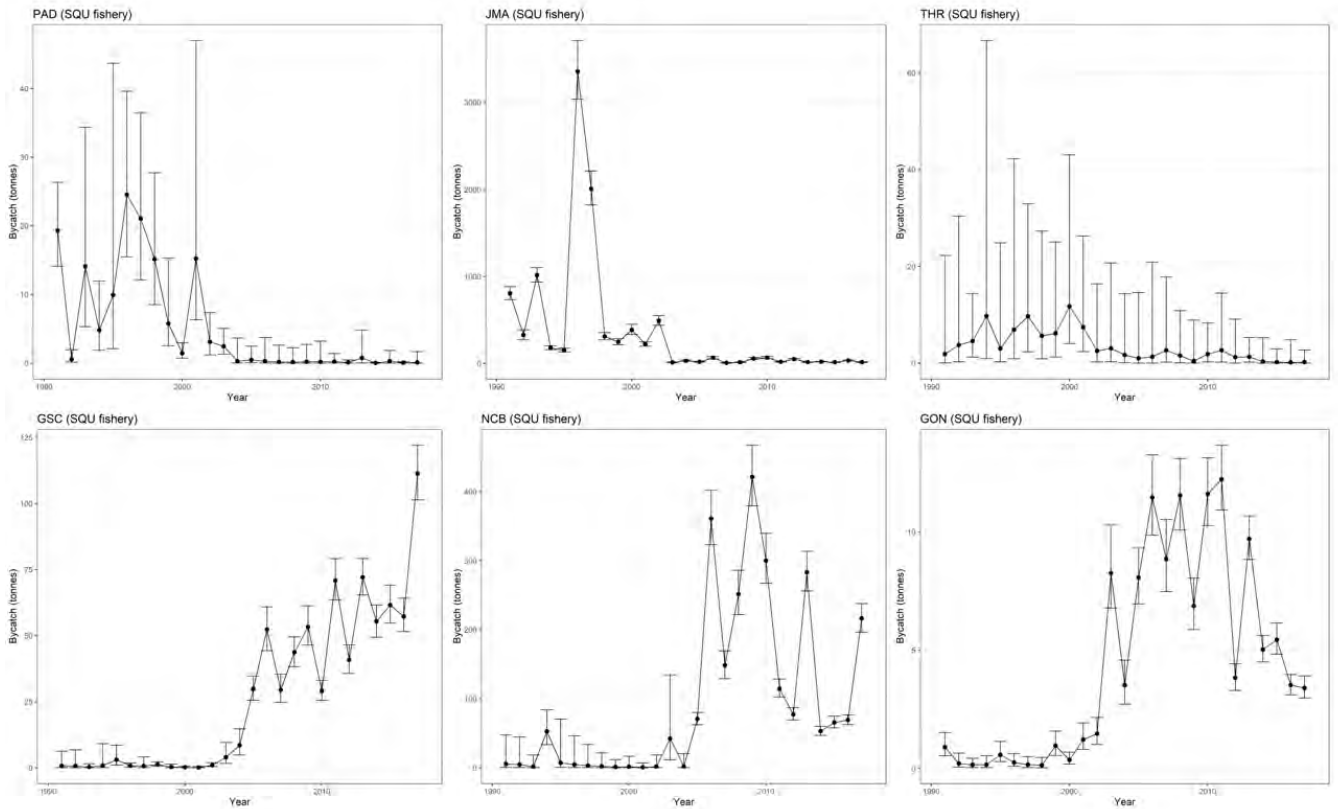 PAD (SQU fishery)
JMA (SQU fishery)
THR (SQU fishery)
Bycatch (tonnes)
40
30
20
10
0
1990
2000
2010
Year
Bycatch (tonnes)
3000
2000
1000
0
1990
2000
2010
Year
Bycatch (tonnes)
60
40
20
0
1990
2000
2010
Year
GSC (SQU fishery)
NCB (SQU fishery)
GON (SQU fishery)
Bycatch (tonnes)
125
100
75
50
25
0
1990
2000
2010
Year
Bycatch (tonnes)
400
300
200
100
0
1990
2000
2010
Year
Bycatch (tonnes)
10
5
0
1990
2000
2010
Year